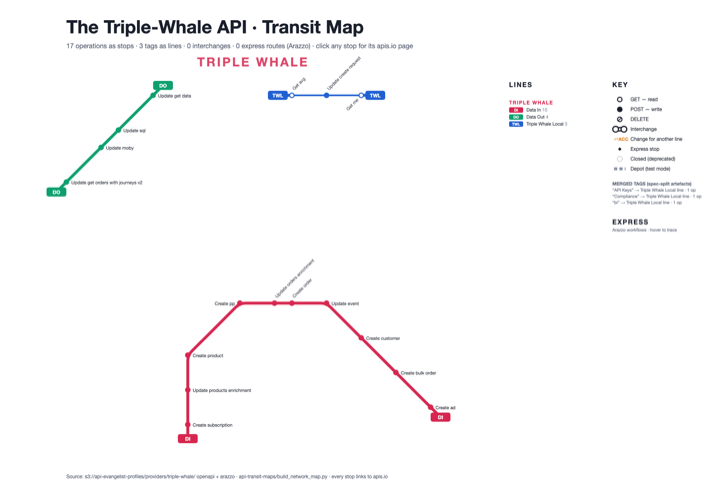 The Triple-Whale API · Transit Map
17 operations as stops · 3 tags as lines · 0 interchanges · 0 express routes (Arazzo) · click any stop for its apis.io page
TRIPLE WHALE
DO
Update get data
Update sql
Update moby
Update get orders with journeys v2
DO
TWL
Get avg
Update create request
Get me
TWL
LINES
TRIPLE WHALE
DI Data In 10
DO Data Out 4
TWL Triple Whale Local 3
KEY
GET — read
POST — write
DELETE
Interchange
Change for another line
Express stop
Closed (deprecated)
Depot (test mode)
MERGED TAGS (spec-split artefacts)
"API Keys" → Triple Whale Local line · 1 op
"Compliance" → Triple Whale Local line · 1 op
→ Triple Whale Local line · 1 op
EXPRESS
Arazzo workflows · hover to trace
Update orders enrichment
Create order
Create pp
Update event
Create customer
Create product
Create bulk order
Update products enrichment
Create ad
DI
Create subscription
DI
Source: s3://api-evangelist-profiles/providers/triple-whale/ openapi + arazzo · api-transit-maps/build_network_map.py · every stop links to apis.io